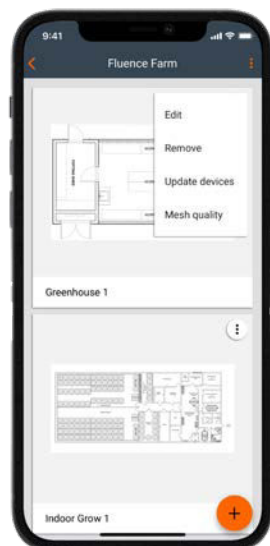 9:41
Fluence Farm
Edit
Remove
Update devices
Mesh quality
Greenhouse 1
Indoor Grow 1